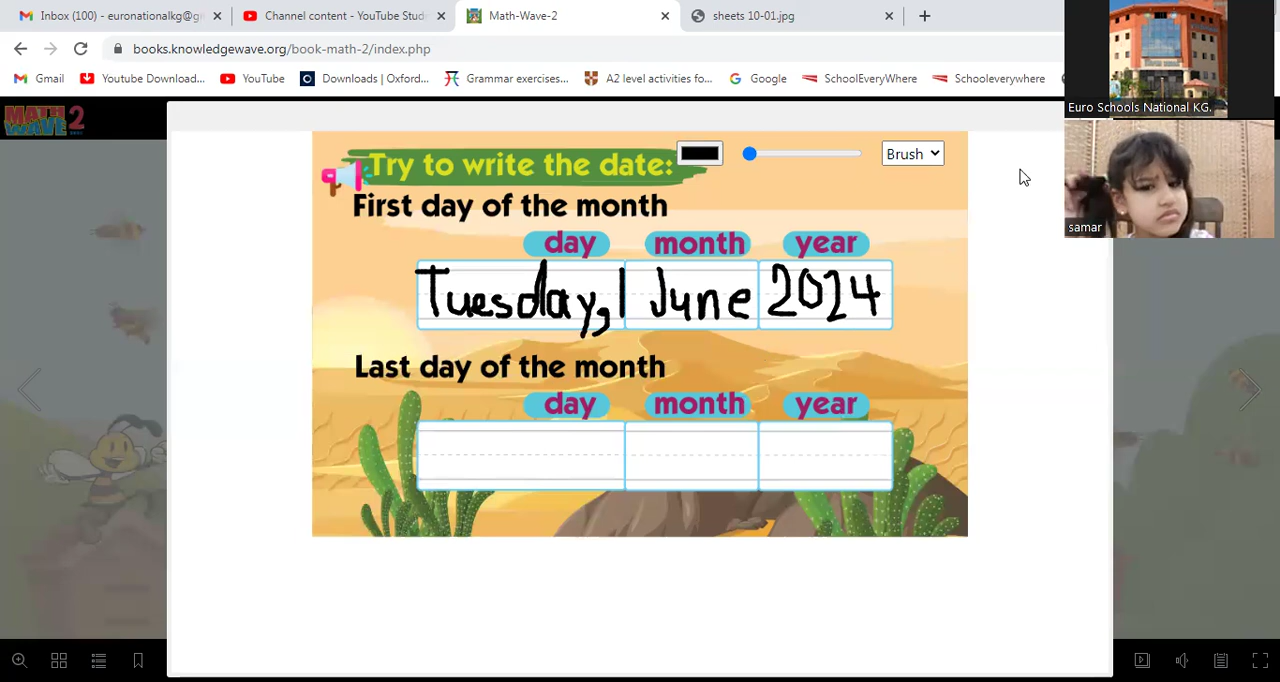 Inbox (100) - euronationalkg@g
Channel content - YouTube Stud
Math-Wave-2
sheets 10-01.jpg
books.knowledgewave.org/book-math-2/index.php
Gmail
Youtube Download...
YouTube
Downloads | Oxford...
Grammar exercises...
A2 level activities fo...
Google
SchoolEveryWhere
Schooleverywhere
Euro Schools National KG.
samar
MATH WAVE 2
Try to write the date:
Brush
First day of the month
day month year
Tuesday,1 June 2024
Last day of the month
day month year